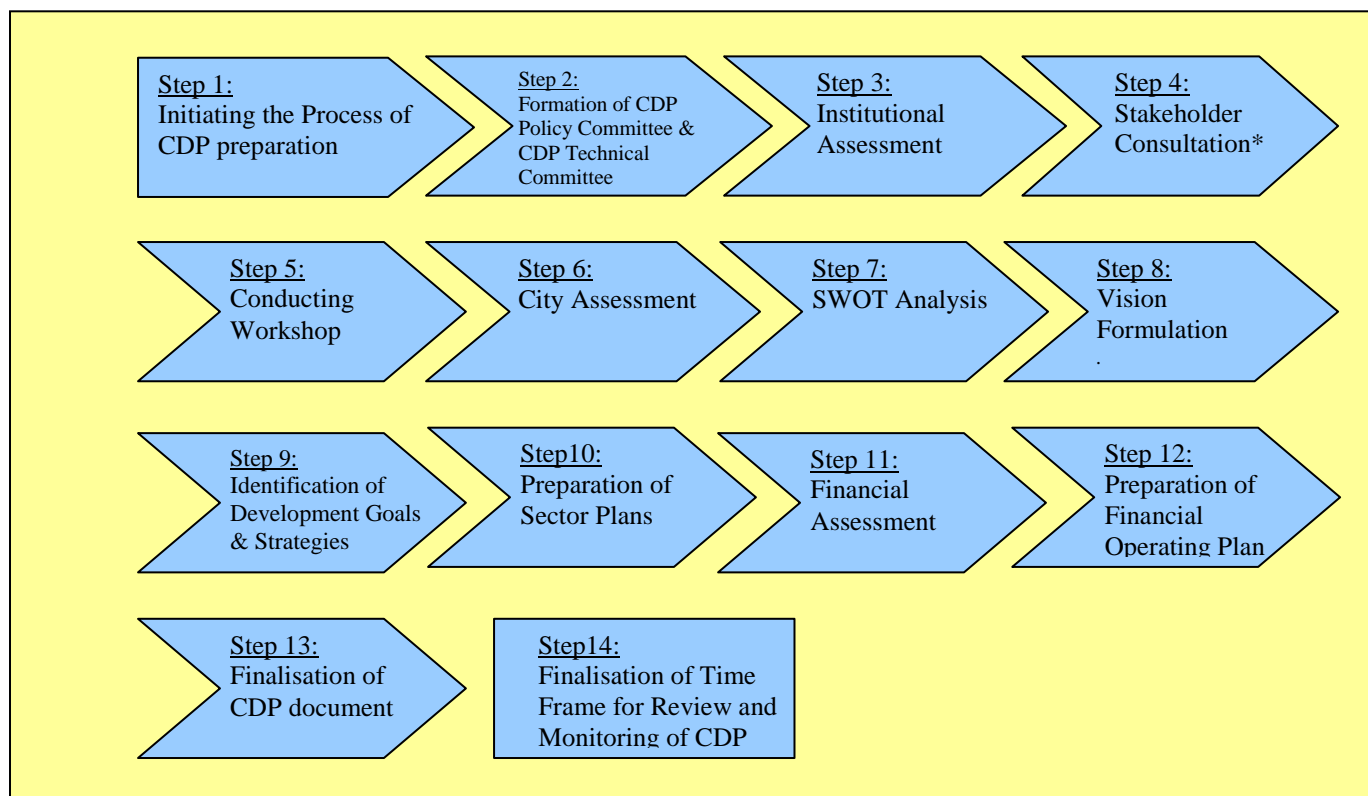 Step 1:
Initiating the Process of
CDP preparation
Step 2:
Formation of CDP
Policy Committee &
CDP Technical
Committee
Step 3:
Institutional
Assessment
Step 4:
Stakeholder
Consultation*
Step 5:
Conducting
Workshop
Step 6:
City Assessment
Step 7:
SWOT Analysis
Step 8:
Vision
Formulation
.
Step 9:
Identification of
Development Goals
& Strategies
Step10:
Preparation of
Sector Plans
Step 11:
Financial
Assessment
Step 12:
Preparation of
Financial
Operating Plan
Step 13:
Finalisation of
CDP document
Step14:
Finalisation of Time
Frame for Review and
Monitoring of CDP